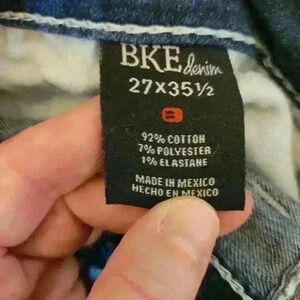 BKE denim
27X35½
B
92% COTTON
7% POLYESTER
1% ELASTANE
MADE IN MEXICO
HECHO EN MEXICO